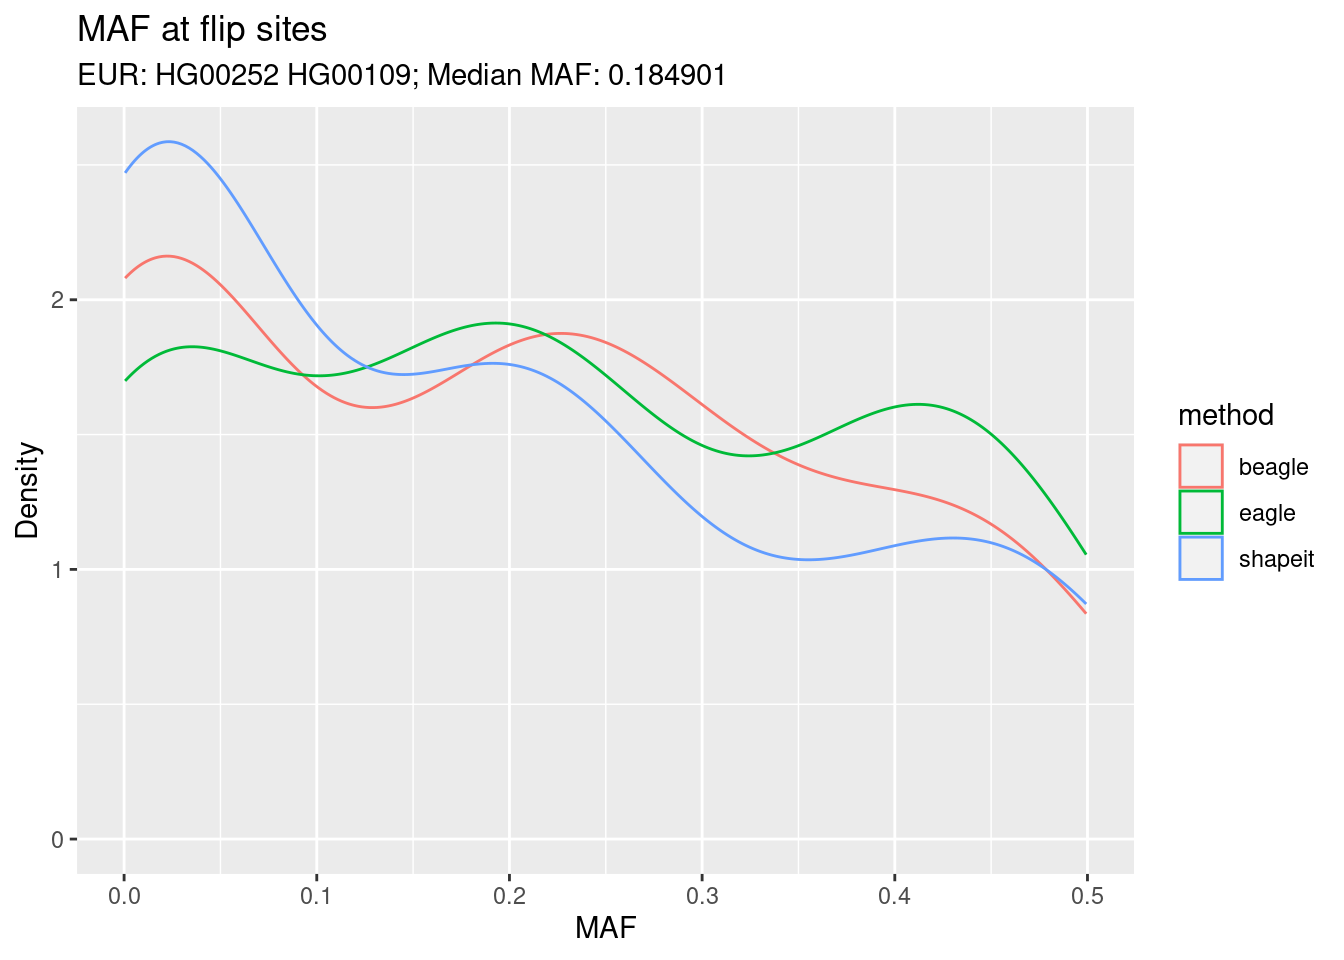 MAF at flip sites
EUR: HG00252 HG00109; Median MAF: 0.184901
Density
2
1
0
0.0 0.1 0.2 0.3 0.4 0.5
MAF
method
beagle
eagle
shapeit